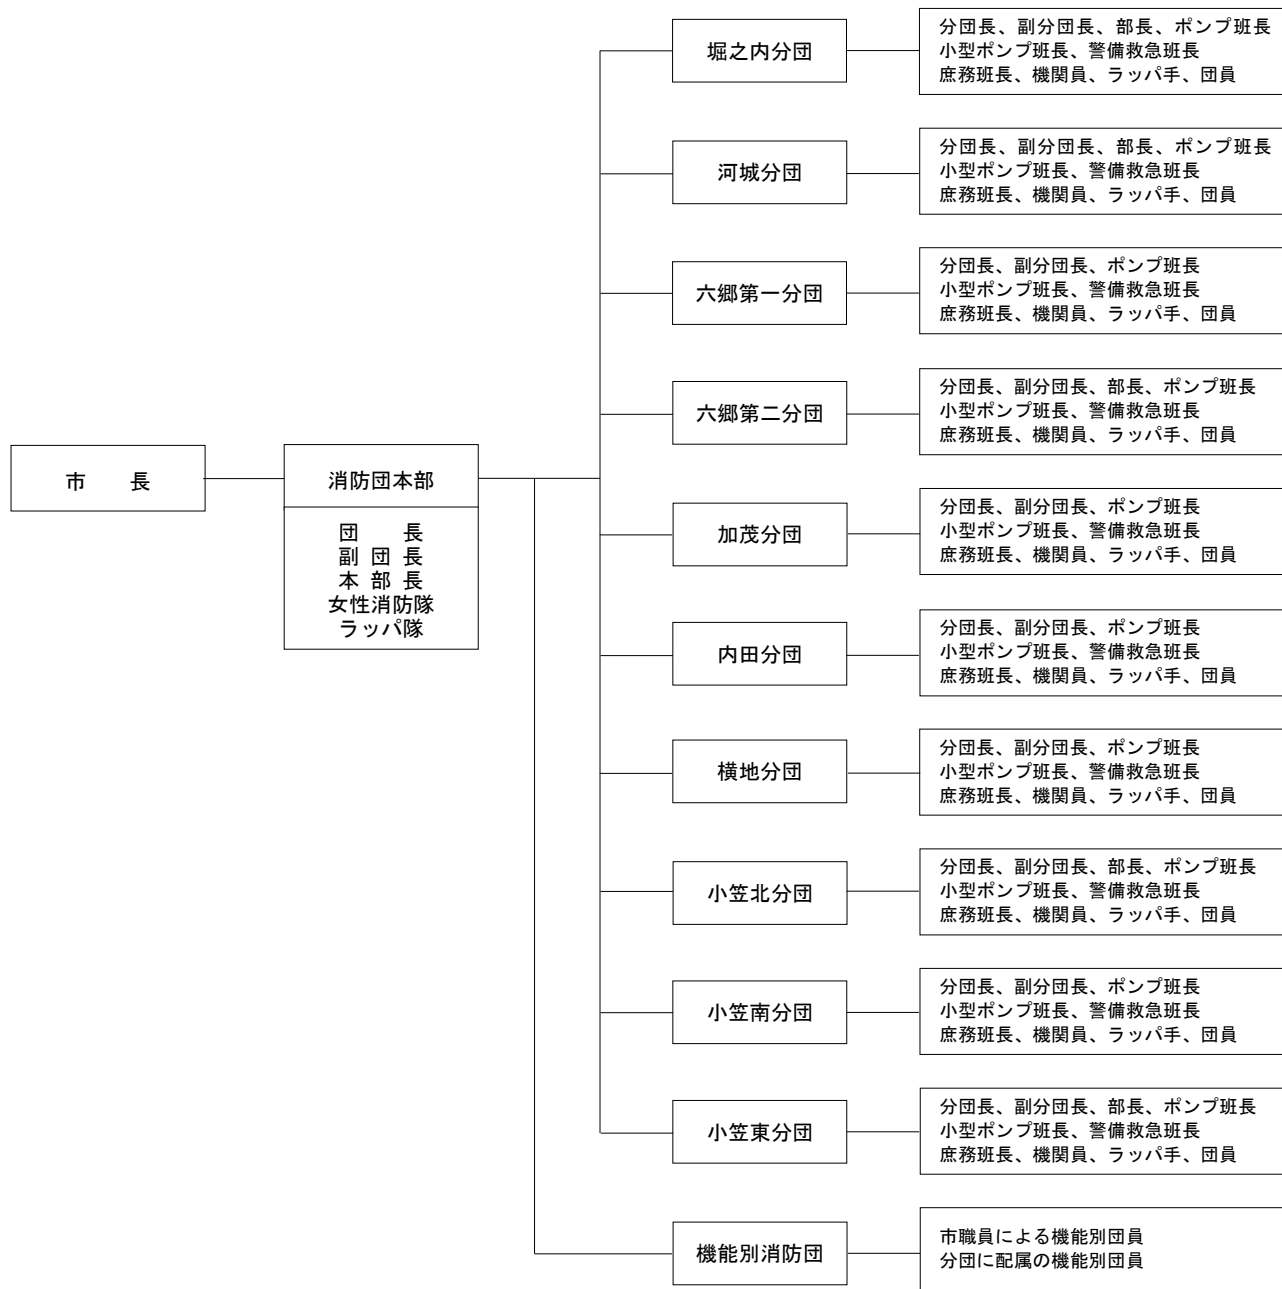 市　　長
消防団本部
団　　長
副 団 長
本 部 長
女性消防隊
ラッパ隊
堀之内分団
分団長、副分団長、部長、ポンプ班長
小型ポンプ班長、警備救急班長
庶務班長、機関員、ラッパ手、団員
河城分団
分団長、副分団長、部長、ポンプ班長
小型ポンプ班長、警備救急班長
庶務班長、機関員、ラッパ手、団員
六郷第一分団
分団長、副分団長、ポンプ班長
小型ポンプ班長、警備救急班長
庶務班長、機関員、ラッパ手、団員
六郷第二分団
分団長、副分団長、部長、ポンプ班長
小型ポンプ班長、警備救急班長
庶務班長、機関員、ラッパ手、団員
加茂分団
分団長、副分団長、ポンプ班長
小型ポンプ班長、警備救急班長
庶務班長、機関員、ラッパ手、団員
内田分団
分団長、副分団長、ポンプ班長
小型ポンプ班長、警備救急班長
庶務班長、機関員、ラッパ手、団員
横地分団
分団長、副分団長、ポンプ班長
小型ポンプ班長、警備救急班長
庶務班長、機関員、ラッパ手、団員
小笠北分団
分団長、副分団長、部長、ポンプ班長
小型ポンプ班長、警備救急班長
庶務班長、機関員、ラッパ手、団員
小笠南分団
分団長、副分団長、ポンプ班長
小型ポンプ班長、警備救急班長
庶務班長、機関員、ラッパ手、団員
小笠東分団
分団長、副分団長、部長、ポンプ班長
小型ポンプ班長、警備救急班長
庶務班長、機関員、ラッパ手、団員
機能別消防団
市職員による機能別団員
分団に配属の機能別団員